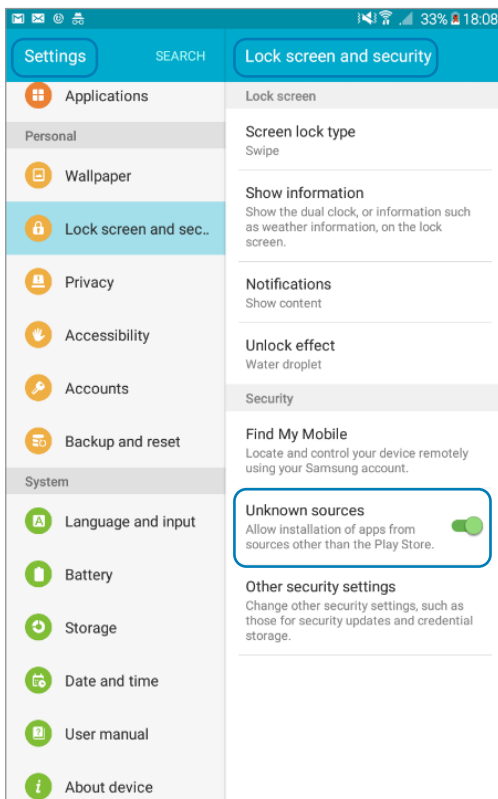 33% 18:08
Settings
SEARCH
Applications
Personal
Wallpaper
Lock screen and sec..
Privacy
Accessibility
Accounts
Backup and reset
System
Language and input
Battery
Storage
Date and time
User manual
About device
Lock screen and security
Lock screen
Screen lock type
Swipe
Show information
Show the dual clock, or information such
as weather information, on the lock
screen.
Notifications
Show content
Unlock effect
Water droplet
Security
Find My Mobile
Locate and control your device remotely
using your Samsung account.
Unknown sources
Allow installation of apps from
sources other than the Play Store.
Other security settings
Change other security settings, such as
those for security updates and credential
storage.